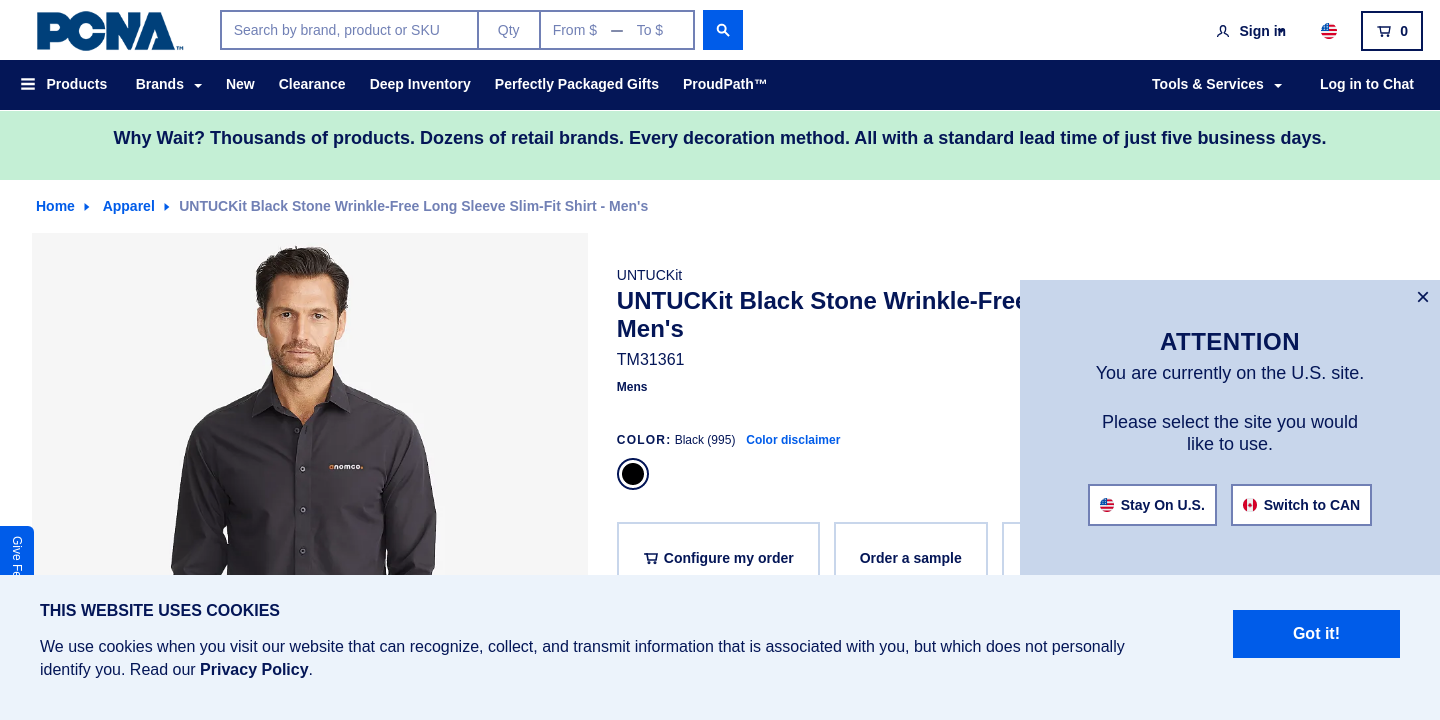 PCNA™
Search by brand, product or SKU
Qty
From $ — To $
Sign in
0
Products
Brands
New
Clearance
Deep Inventory
Perfectly Packaged Gifts
ProudPath™
Tools & Services
Log in to Chat
Why Wait? Thousands of products. Dozens of retail brands. Every decoration method. All with a standard lead time of just five business days.
Home
Apparel
UNTUCKit Black Stone Wrinkle-Free Long Sleeve Slim-Fit Shirt - Men's
anomco.
UNTUCKit
UNTUCKit Black Stone Wrinkle-Free
Men's
TM31361
Mens
COLOR: Black (995) Color disclaimer
Configure my order
Order a sample
ATTENTION
You are currently on the U.S. site.
Please select the site you would
like to use.
Stay On U.S.
Switch to CAN
Give
THIS WEBSITE USES COOKIES
We use cookies when you visit our website that can recognize, collect, and transmit information that is associated with you, but which does not personally
identify you. Read our Privacy Policy.
Got it!